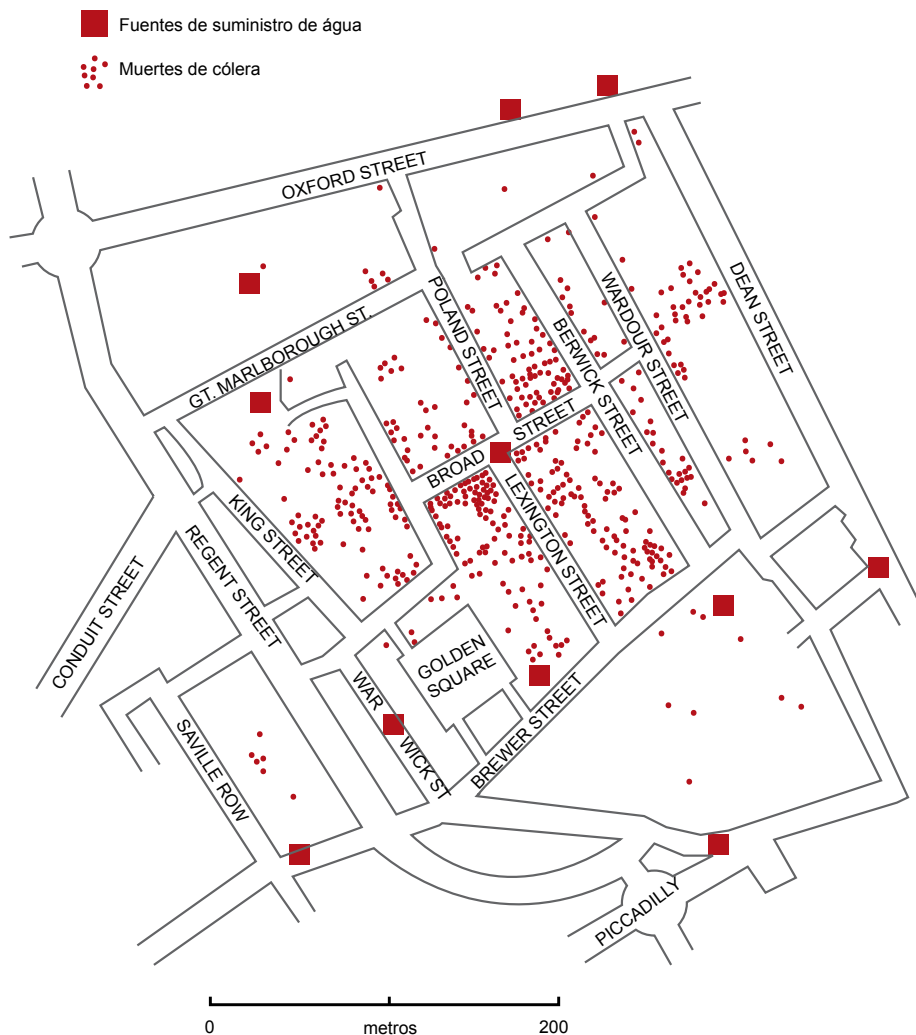 Fuentes de suministro de água
Muertes de cólera
OXFORD STREET
GT. MARLBOROUGH ST.
POLAND STREET
BERWICK STREET
WARDOUR STREET
DEAN STREET
BROAD STREET
LEXINGTON STREET
KING STREET
REGENT STREET
CONDUIT STREET
GOLDEN
SQUARE
WAR WICK ST
BREWER STREET
SAVILLE ROW
PICCADILLY
0 metros 200